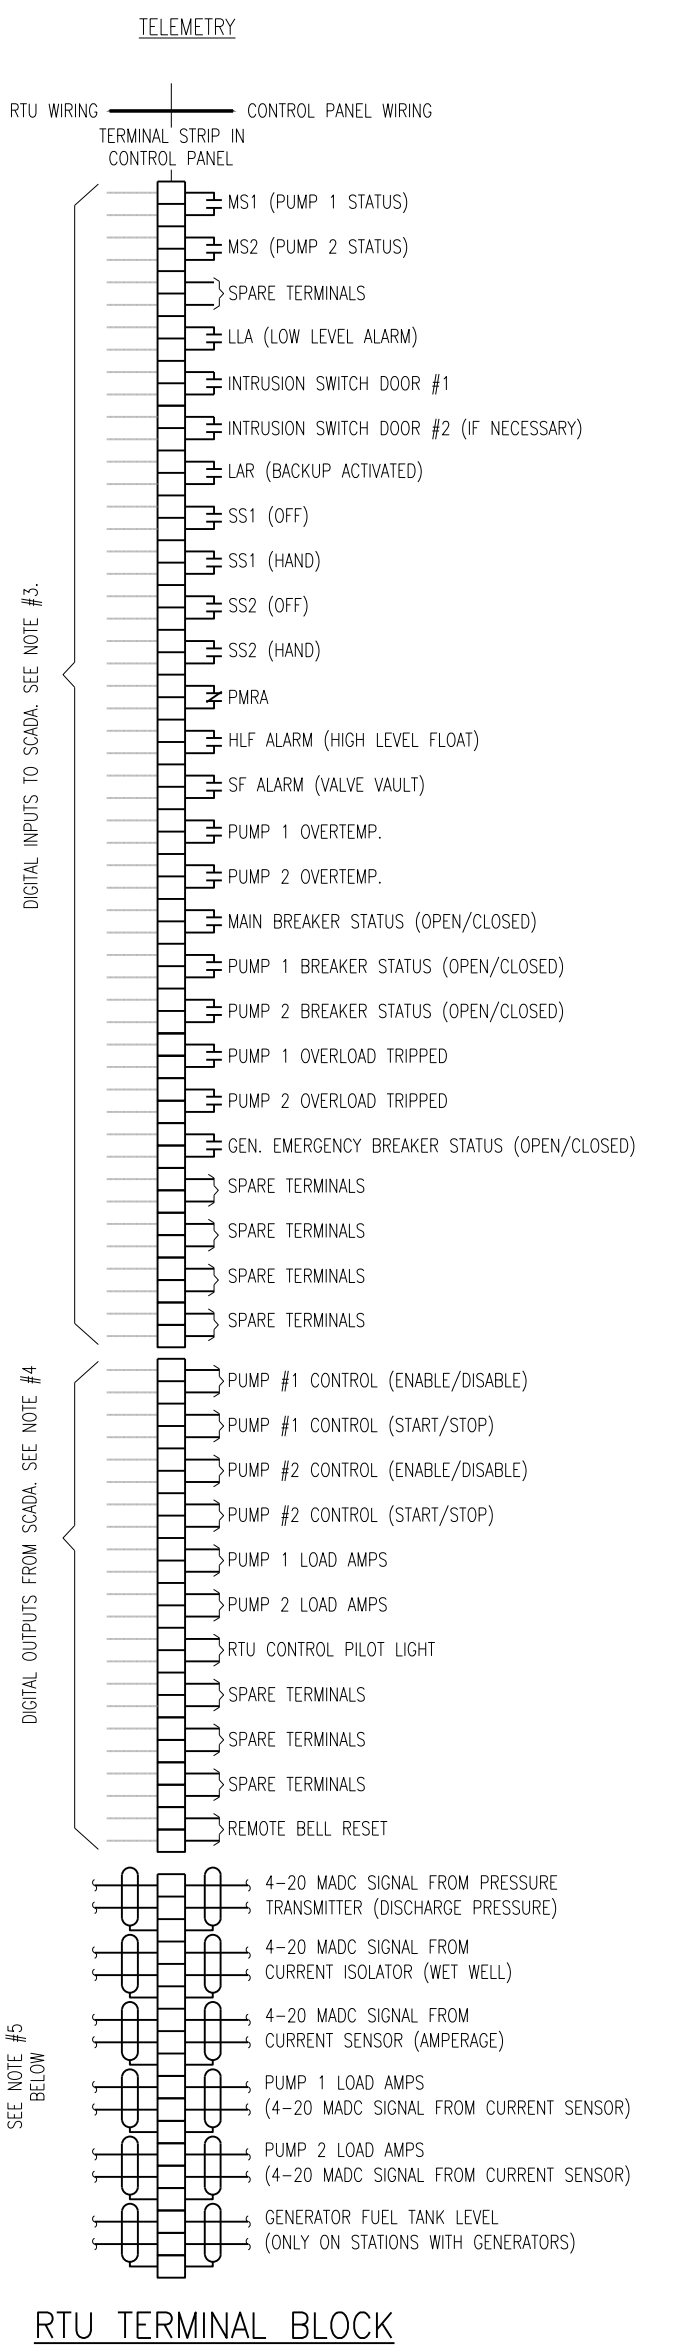 TELEMETRY
RTU WIRING
CONTROL PANEL WIRING
TERMINAL STRIP IN
CONTROL PANEL
DIGITAL INPUTS TO SCADA. SEE NOTE #3.
MS1 (PUMP 1 STATUS)
MS2 (PUMP 2 STATUS)
SPARE TERMINALS
LLA (LOW LEVEL ALARM)
INTRUSION SWITCH DOOR #1
INTRUSION SWITCH DOOR #2 (IF NECESSARY)
LAR (BACKUP ACTIVATED)
SS1 (OFF)
SS1 (HAND)
SS2 (OFF)
SS2 (HAND)
PMRA
HLF ALARM (HIGH LEVEL FLOAT)
SF ALARM (VALVE VAULT)
PUMP 1 OVERTEMP.
PUMP 2 OVERTEMP.
MAIN BREAKER STATUS (OPEN/CLOSED)
PUMP 1 BREAKER STATUS (OPEN/CLOSED)
PUMP 2 BREAKER STATUS (OPEN/CLOSED)
PUMP 1 OVERLOAD TRIPPED
PUMP 2 OVERLOAD TRIPPED
GEN. EMERGENCY BREAKER STATUS (OPEN/CLOSED)
SPARE TERMINALS
SPARE TERMINALS
SPARE TERMINALS
SPARE TERMINALS
DIGITAL OUTPUTS FROM SCADA. SEE NOTE #4
PUMP #1 CONTROL (ENABLE/DISABLE)
PUMP #1 CONTROL (START/STOP)
PUMP #2 CONTROL (ENABLE/DISABLE)
PUMP #2 CONTROL (START/STOP)
PUMP 1 LOAD AMPS
PUMP 2 LOAD AMPS
RTU CONTROL PILOT LIGHT
SPARE TERMINALS
SPARE TERMINALS
SPARE TERMINALS
REMOTE BELL RESET
SEE NOTE #5
BELOW
4-20 MADC SIGNAL FROM PRESSURE
TRANSMITTER (DISCHARGE PRESSURE)
4-20 MADC SIGNAL FROM
CURRENT ISOLATOR (WET WELL)
4-20 MADC SIGNAL FROM
CURRENT SENSOR (AMPERAGE)
PUMP 1 LOAD AMPS
(4-20 MADC SIGNAL FROM CURRENT SENSOR)
PUMP 2 LOAD AMPS
(4-20 MADC SIGNAL FROM CURRENT SENSOR)
GENERATOR FUEL TANK LEVEL
(ONLY ON STATIONS WITH GENERATORS)
RTU TERMINAL BLOCK